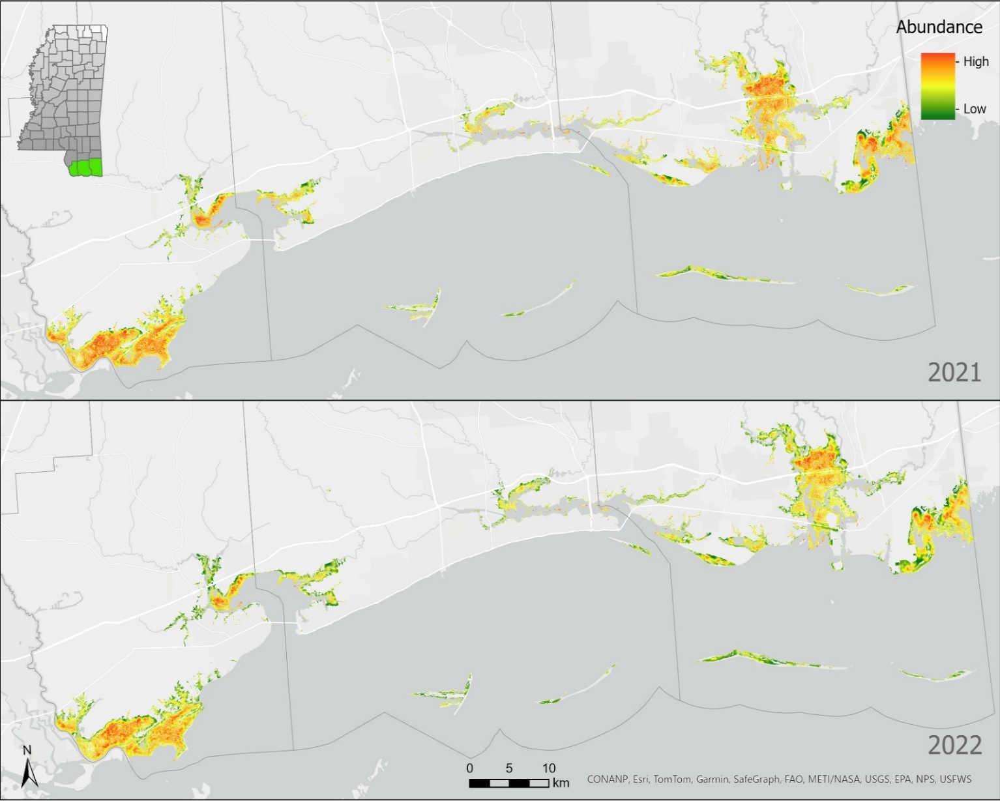 Abundance
High
Low
2021
2022
N
0 5 10
km
CONANP, Esri, TomTom, Garmin, SafeGraph, FAO, METI/NASA, USGS, EPA, NPS, USFWS